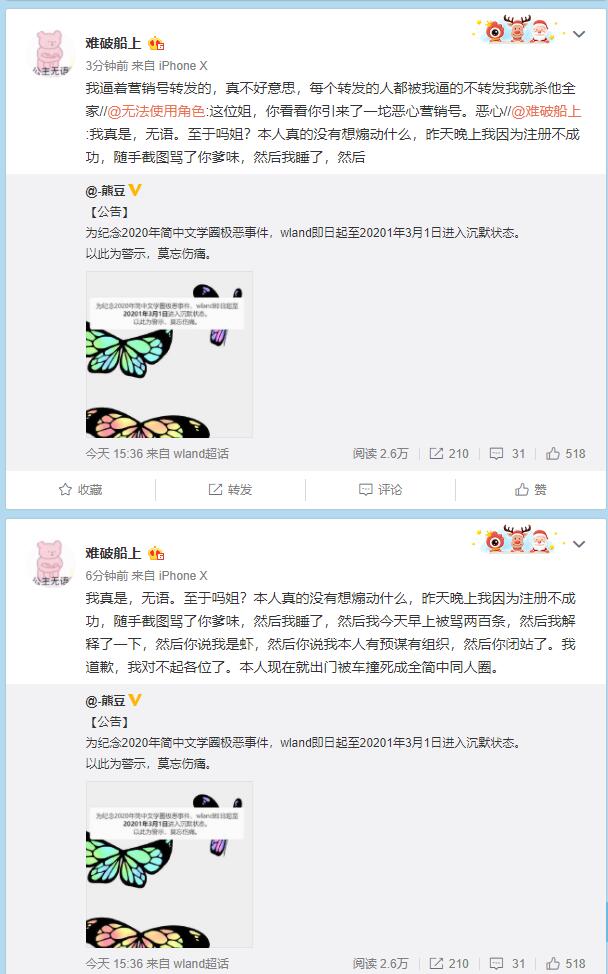 难破船上
3分钟前 来自 iPhone X
我逼着营销号转发的，真不好意思，每个转发的人都被我逼的不转发我就杀他全
家//@无法使用角色:这位姐，你看看你引来了一坨恶心营销号。恶心//@难破船上
:我真是，无语。至于吗姐？本人真的没有想煽动什么，昨天晚上我因为注册不成
功，随手截图骂了你爹味，然后我睡了，然后
@-熊豆
【公告】
为纪念2020年简中文学圈极恶事件，wland即日起至20201年3月1日进入沉默状态。
以此为警示，莫忘伤痛。
为纪念2020年简中文学圈极恶事件，wland即日起至
20201年3月1日进入沉默状态。
以此为警示，莫忘伤痛。
今天 15:36 来自 wland超话
阅读 2.6万 210 31 518
收藏 转发 评论 赞
公主无语
难破船上
6分钟前 来自 iPhone X
我真是，无语。至于吗姐？本人真的没有想煽动什么，昨天晚上我因为注册不成
功，随手截图骂了你爹味，然后我睡了，然后我今天早上被骂两百条，然后我解
释了一下，然后你说我是虾，然后你说我本人有预谋有组织，然后你闭站了。我
道歉，我对不起各位了。本人现在就出门被车撞死成全简中同人圈。
公主无语
@-熊豆
【公告】
为纪念2020年简中文学圈极恶事件，wland即日起至20201年3月1日进入沉默状态。
以此为警示，莫忘伤痛。
为纪念2020年简中文学圈极恶事件，wland即日起至
20201年3月1日进入沉默状态。
以此为警示，莫忘伤痛。
今天 15:36 来自 wland超话
阅读 2.6万 210 31 518